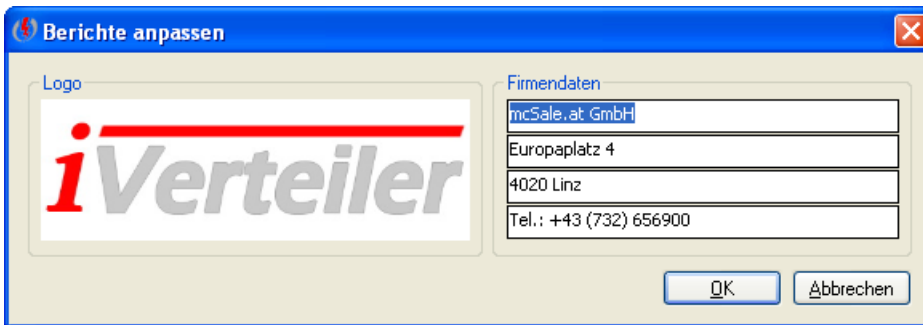 Berichte anpassen
Logo
iVerteiler
Firmendaten
mcSale.at GmbH
Europaplatz 4
4020 Linz
Tel.: +43 (732) 656900
OK
Abbrechen